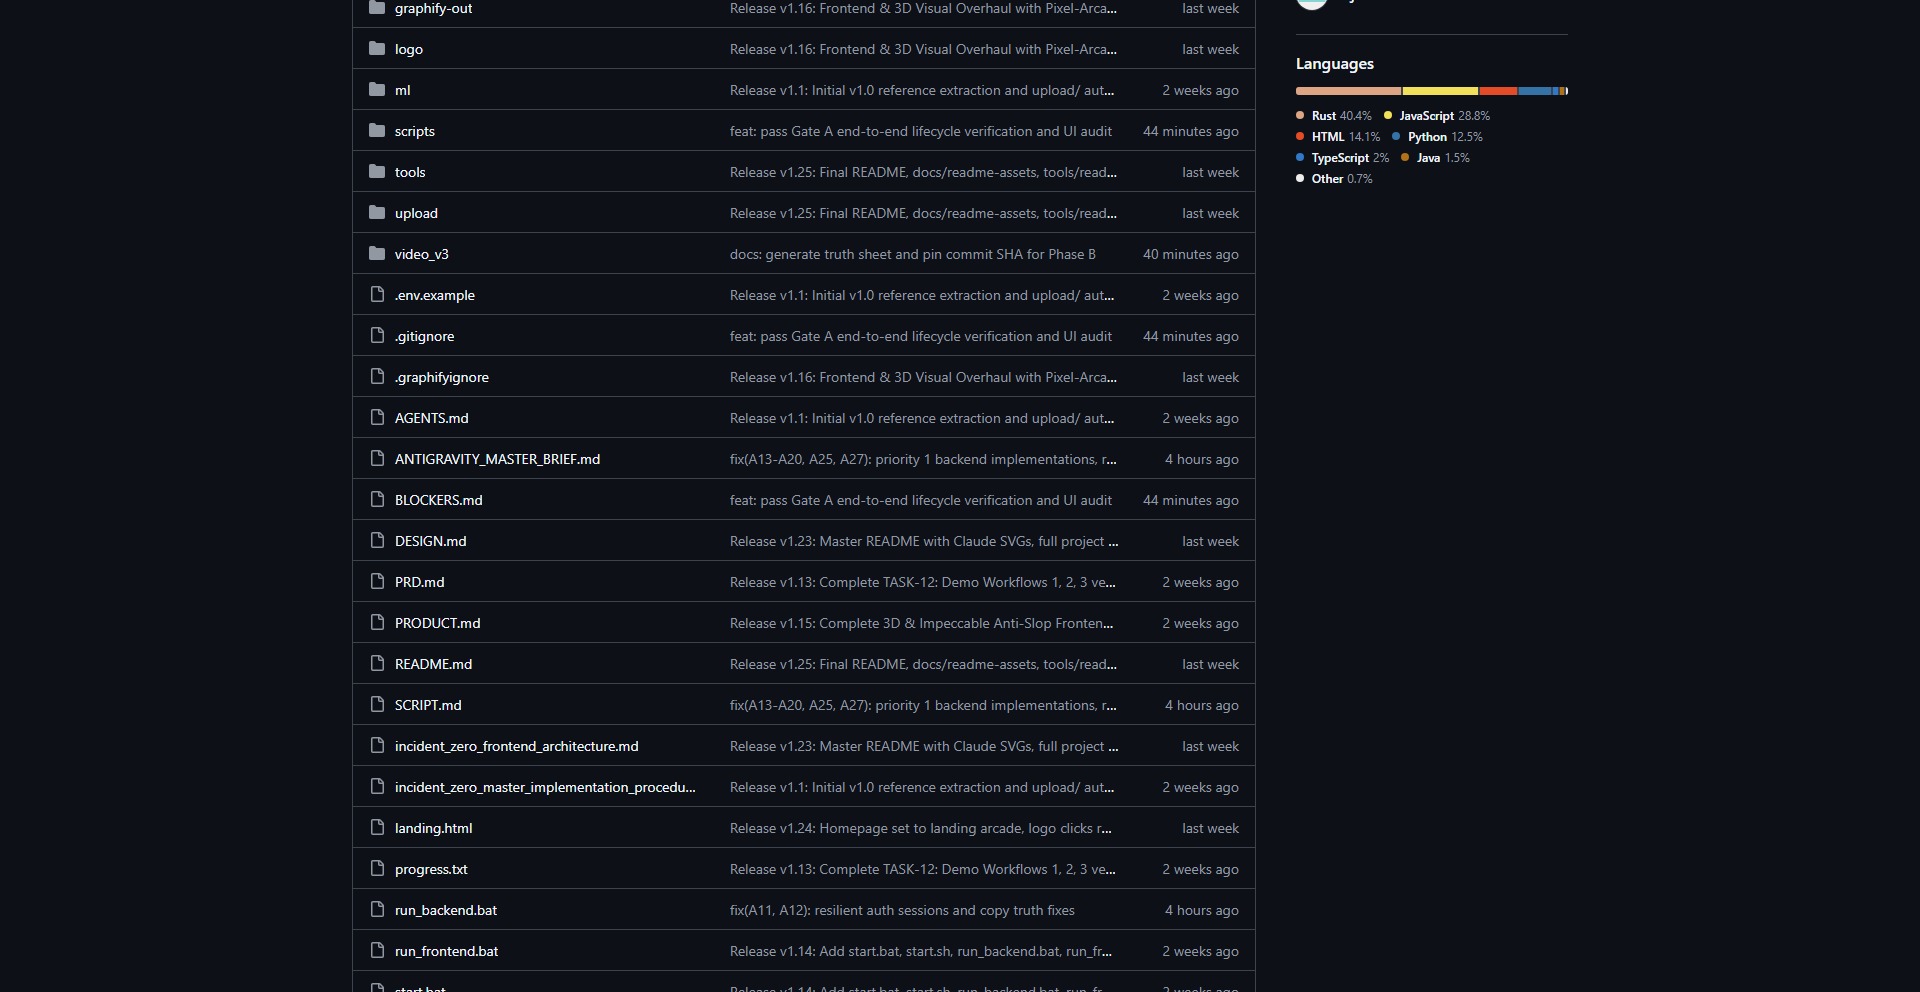 graphify-out Release v1.16: Frontend & 3D Visual Overhaul with Pixel-Arca... last week
logo Release v1.16: Frontend & 3D Visual Overhaul with Pixel-Arca... last week
ml Release v1.1: Initial v1.0 reference extraction and upload/ aut... 2 weeks ago
scripts feat: pass Gate A end-to-end lifecycle verification and UI audit 44 minutes ago
tools Release v1.25: Final README, docs/readme-assets, tools/read... last week
upload Release v1.25: Final README, docs/readme-assets, tools/read... last week
video_v3 docs: generate truth sheet and pin commit SHA for Phase B 40 minutes ago
.env.example Release v1.1: Initial v1.0 reference extraction and upload/ aut... 2 weeks ago
.gitignore feat: pass Gate A end-to-end lifecycle verification and UI audit 44 minutes ago
.graphifyignore Release v1.16: Frontend & 3D Visual Overhaul with Pixel-Arca... last week
AGENTS.md Release v1.1: Initial v1.0 reference extraction and upload/ aut... 2 weeks ago
ANTIGRAVITY_MASTER_BRIEF.md fix(A13-A20, A25, A27): priority 1 backend implementations, r... 4 hours ago
BLOCKERS.md feat: pass Gate A end-to-end lifecycle verification and UI audit 44 minutes ago
DESIGN.md Release v1.23: Master README with Claude SVGs, full project ... last week
PRD.md Release v1.13: Complete TASK-12: Demo Workflows 1, 2, 3 ve... 2 weeks ago
PRODUCT.md Release v1.15: Complete 3D & Impeccable Anti-Slop Fronten... 2 weeks ago
README.md Release v1.25: Final README, docs/readme-assets, tools/read... last week
SCRIPT.md fix(A13-A20, A25, A27): priority 1 backend implementations, r... 4 hours ago
incident_zero_frontend_architecture.md Release v1.23: Master README with Claude SVGs, full project ... last week
incident_zero_master_implementation_procedu... Release v1.1: Initial v1.0 reference extraction and upload/ aut... 2 weeks ago
landing.html Release v1.24: Homepage set to landing arcade, logo clicks r... last week
progress.txt Release v1.13: Complete TASK-12: Demo Workflows 1, 2, 3 ve... 2 weeks ago
run_backend.bat fix(A11, A12): resilient auth sessions and copy truth fixes 4 hours ago
run_frontend.bat Release v1.14: Add start.bat, start.sh, run_backend.bat, run_fr... 2 weeks ago
start.bat Release v1.14: Add start.bat, start.sh, run_backend.bat, run_fr... 2 weeks ago
Languages
Rust 40.4% JavaScript 28.8%
HTML 14.1% Python 12.5%
TypeScript 2% Java 1.5%
Other 0.7%